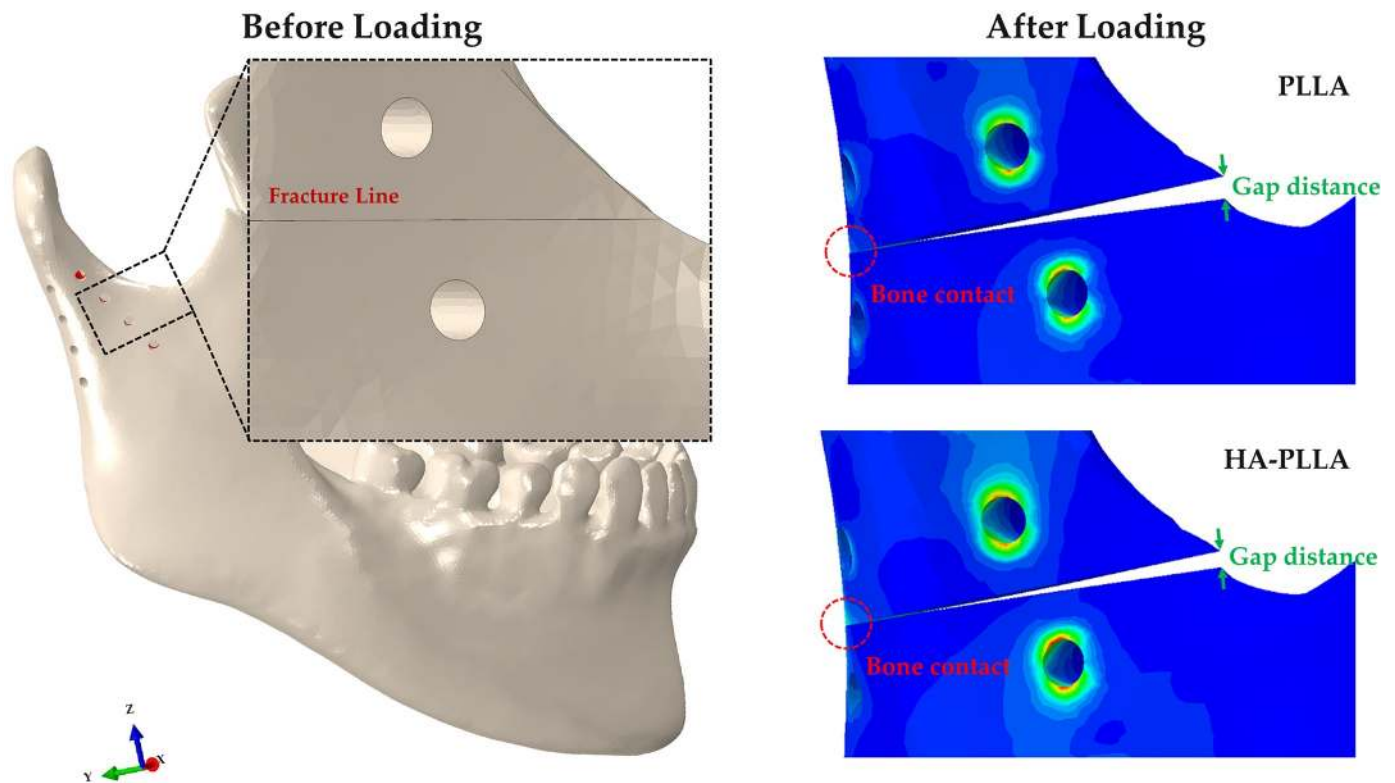 Before Loading
After Loading
Fracture Line
PLLA
Gap distance
Bone contact
HA-PLLA
Gap distance
Bone contact
Z
Y
X